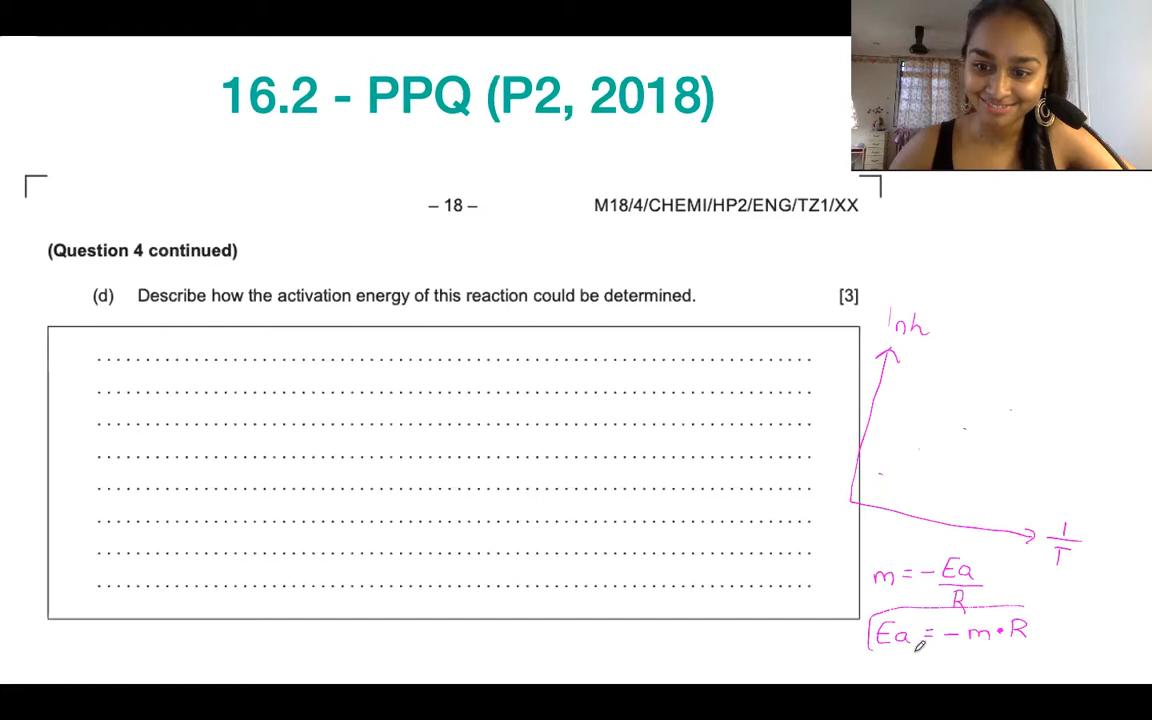 16.2 - PPQ (P2, 2018)
– 18 –
M18/4/CHEMI/HP2/ENG/TZ1/XX
(Question 4 continued)
(d) Describe how the activation energy of this reaction could be determined. [3]
lnk
1/T
m = - Ea/R
Ea = - m • R